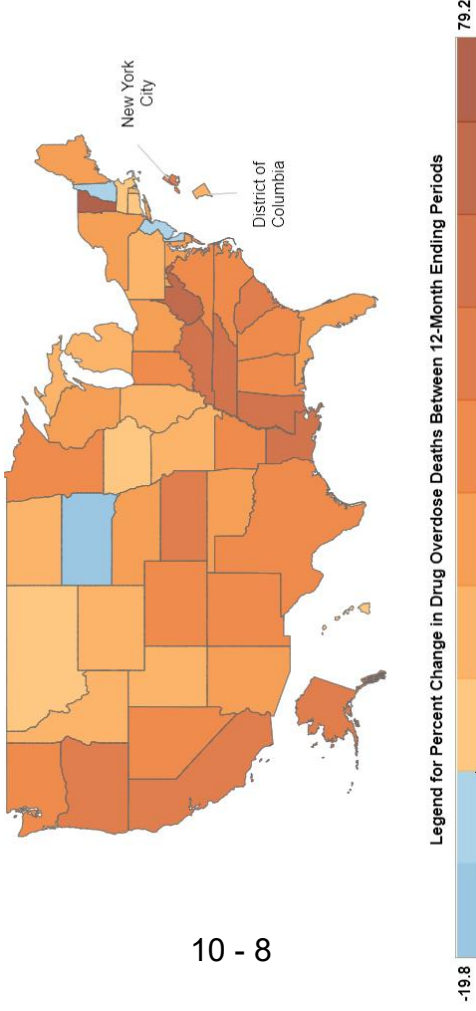 New York
City
District of
Columbia
Legend for Percent Change in Drug Overdose Deaths Between 12-Month Ending Periods
-19.8
79.2
10 - 8